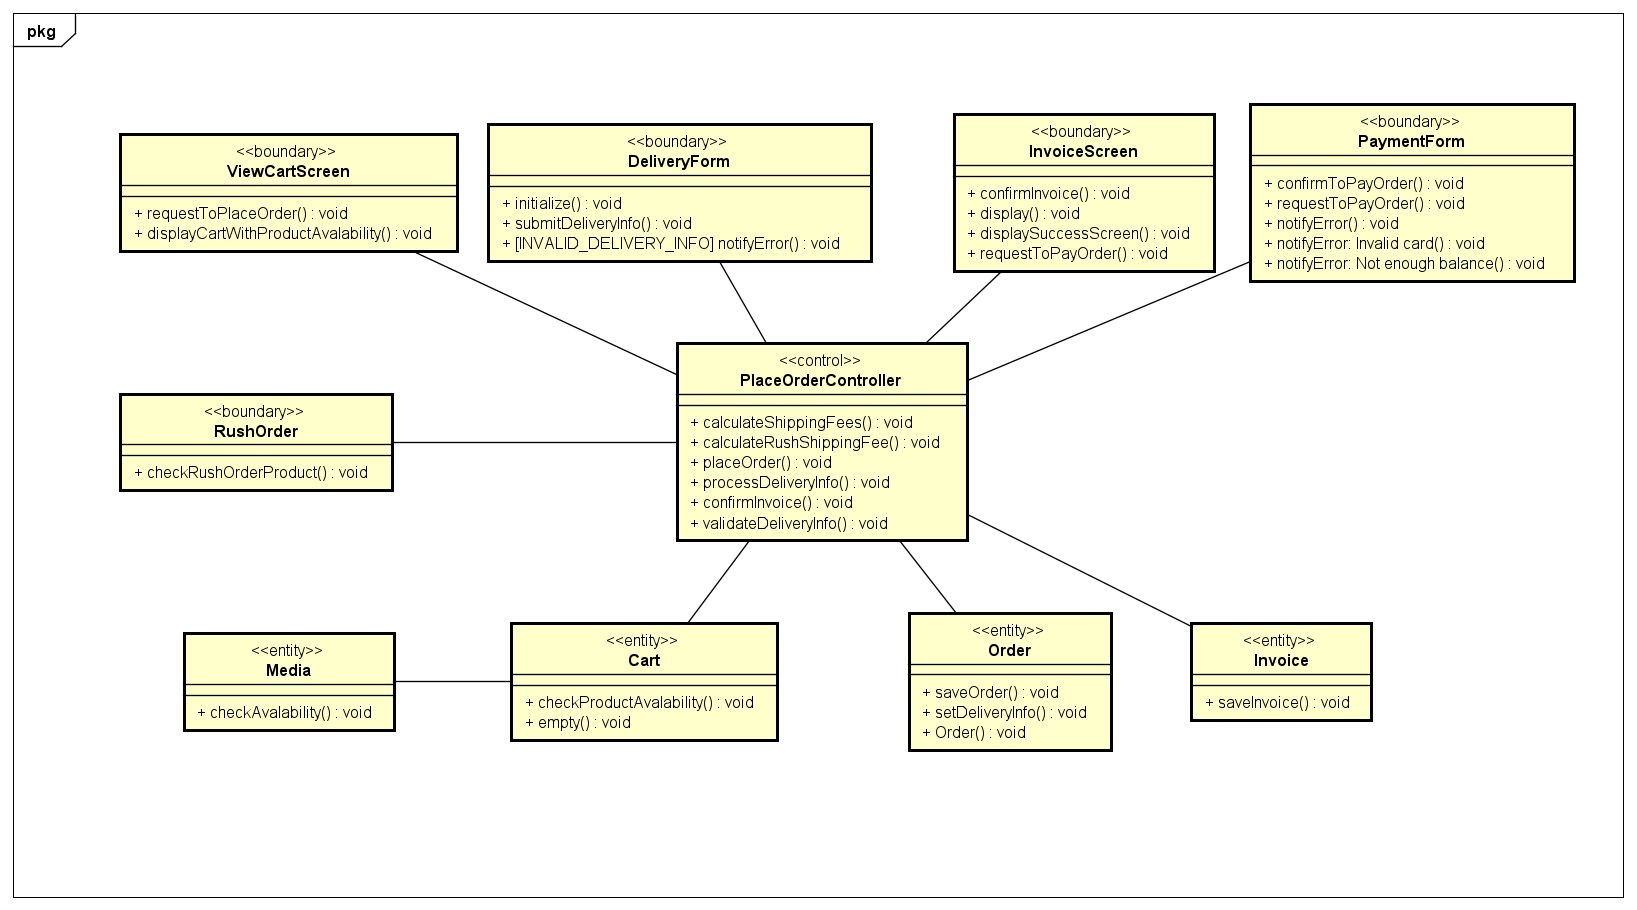 pkg
<<boundary>>
ViewCartScreen
+ requestToPlaceOrder() : void
+ displayCartWithProductAvalability() : void
<<boundary>>
DeliveryForm
+ initialize() : void
+ submitDeliveryInfo() : void
+ [INVALID_DELIVERY_INFO] notifyError() : void
<<boundary>>
InvoiceScreen
+ confirmInvoice() : void
+ display() : void
+ displaySuccessScreen() : void
+ requestToPayOrder() : void
<<boundary>>
PaymentForm
+ confirmToPayOrder() : void
+ requestToPayOrder() : void
+ notifyError() : void
+ notifyError: Invalid card() : void
+ notifyError: Not enough balance() : void
<<boundary>>
RushOrder
+ checkRushOrderProduct() : void
<<control>>
PlaceOrderController
+ calculateShippingFees() : void
+ calculateRushShippingFee() : void
+ placeOrder() : void
+ processDeliveryInfo() : void
+ confirmInvoice() : void
+ validateDeliveryInfo() : void
<<entity>>
Media
+ checkAvalability() : void
<<entity>>
Cart
+ checkProductAvalability() : void
+ empty() : void
<<entity>>
Order
+ saveOrder() : void
+ setDeliveryInfo() : void
+ Order() : void
<<entity>>
Invoice
+ saveInvoice() : void